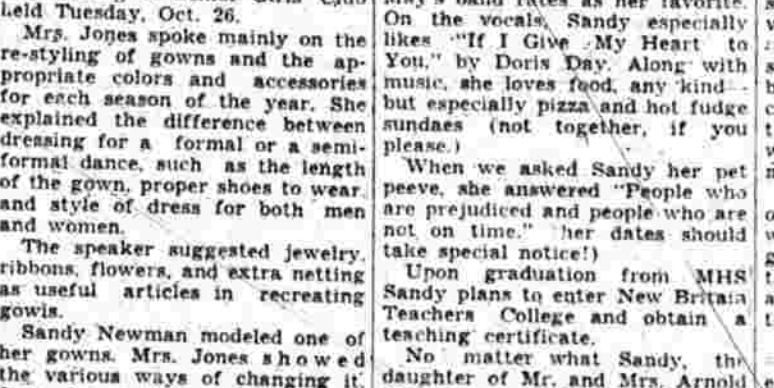 held Tuesday, Oct. 26.
Mrs. Jones spoke mainly on the
re-styling of gowns and the ap-
propriate colors and accessories
for each season of the year. She
explained the difference between
dressing for a formal or a semi-
formal dance, such as the length
of the gown, proper shoes to wear
and style of dress for both men
and women.
The speaker suggested jewelry,
ribbons, flowers, and extra netting
as useful articles in recreating
gowls.
Sandy Newman modeled one of
her gowns. Mrs. Jones showed
the various ways of changing it.
band rates as her favorite.
On the vocals, Sandy especially
likes "If I Give My Heart to
You," by Doris Day. Along with
music, she loves food, any kind -
but especially pizza and hot fudge
sundaes (not together, if you
please.)
When we asked Sandy her pet
peeve, she answered "People who
are prejudiced and people who are
not on time." her dates should
take special notice!)
Upon graduation from MHS
Sandy plans to enter New Britain
Teachers College and obtain a
teaching certificate.
No matter what Sandy, the
daughter of Mr. and Mrs. Arnold